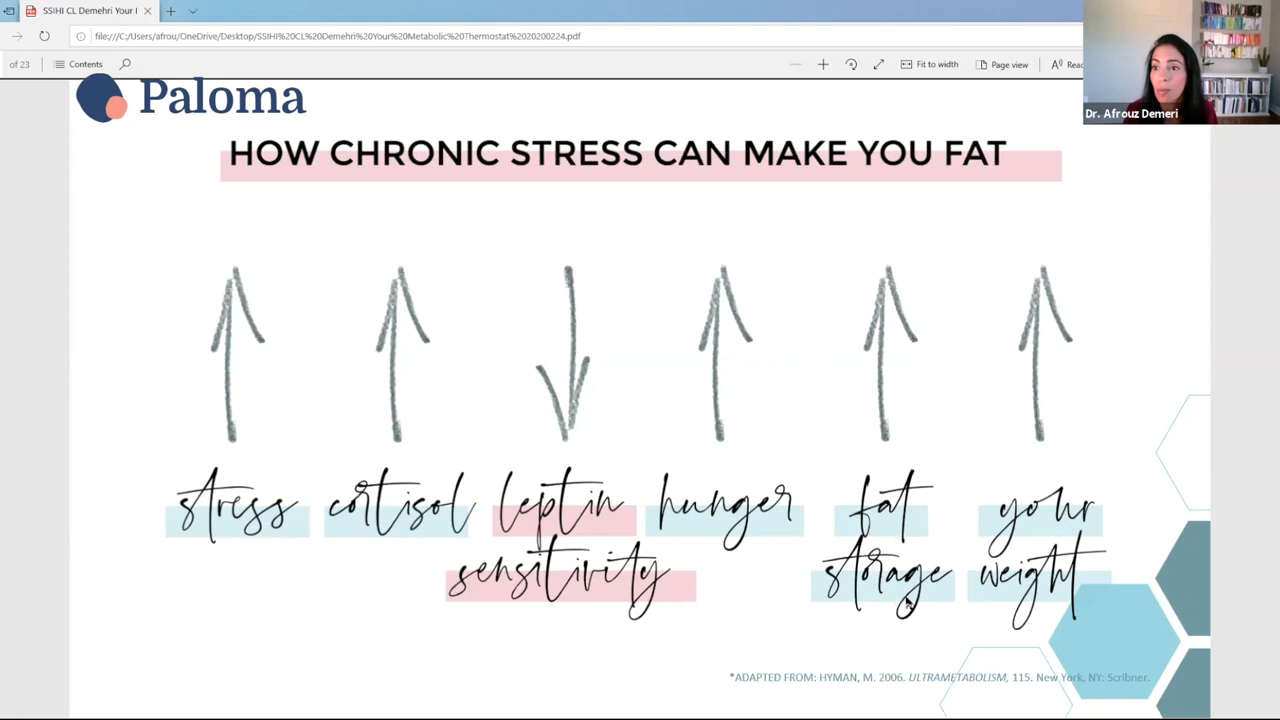 SSIHI CL Demehri Your I
file:///C:/Users/afrou/OneDrive/Desktop/SSIHI%20CL%20Demehri%20Your%20Metabolic%20Thermostat%2020200224.pdf
of 23 Contents Fit to width Page view A Rea
Paloma
Dr. Afrouz Demeri
HOW CHRONIC STRESS CAN MAKE YOU FAT
stress cortisol leptin hunger fat your
sensitivity storage weight
*ADAPTED FROM: HYMAN, M. 2006. ULTRAMETABOLISM, 115. New York, NY: Scribner.